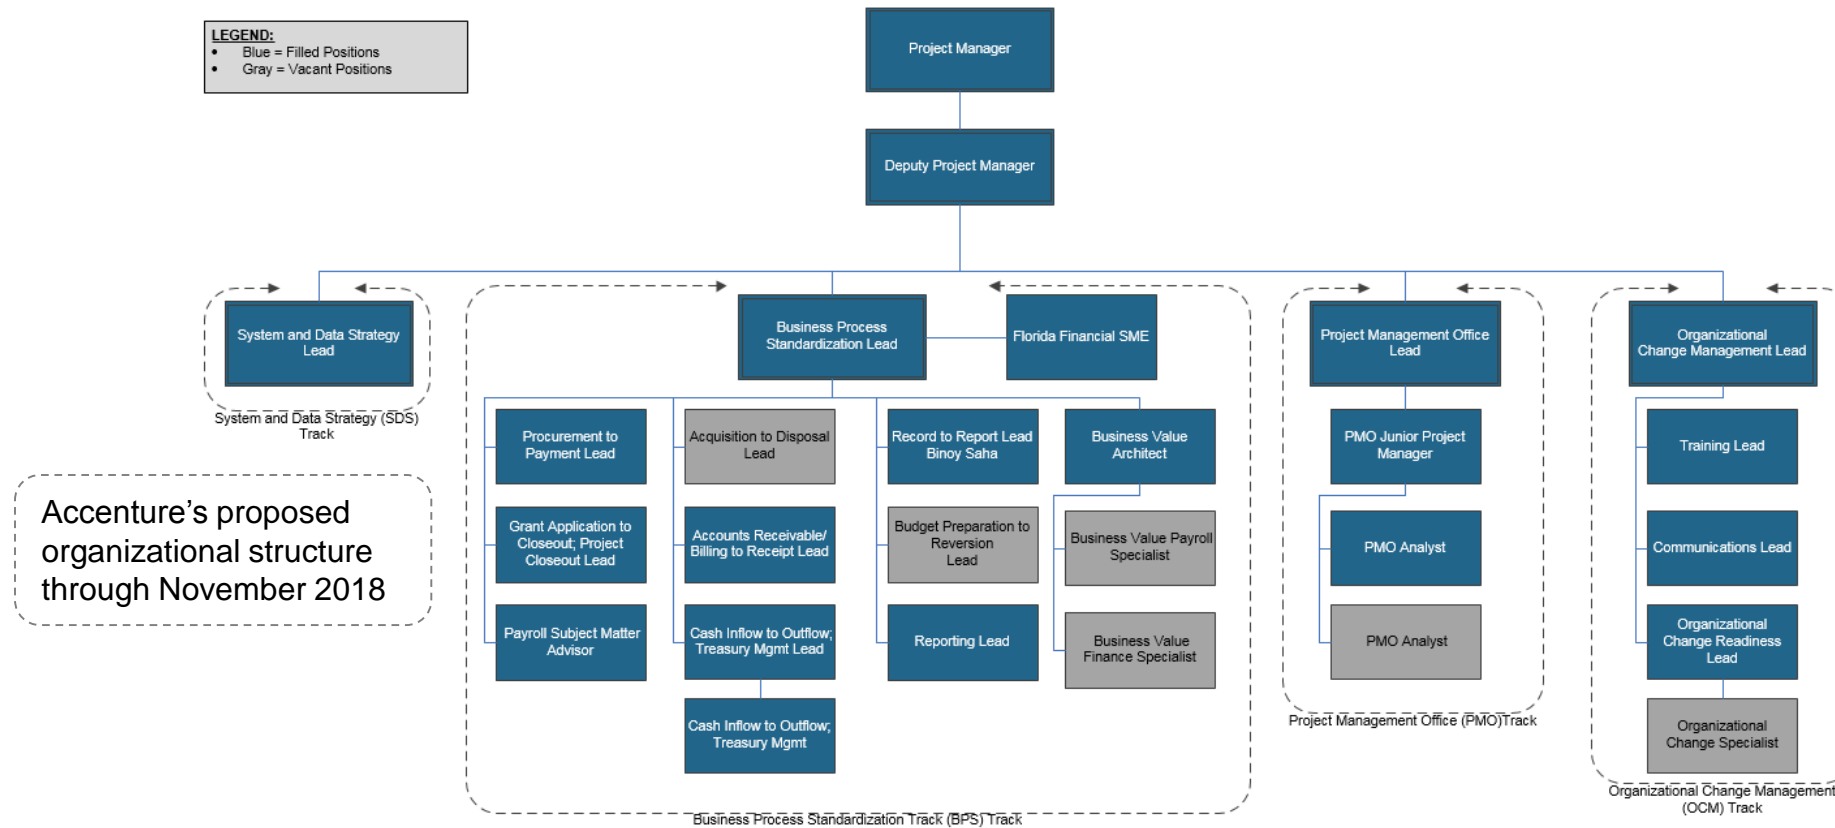 LEGEND:
• Blue = Filled Positions
• Gray = Vacant Positions
Project Manager
Deputy Project Manager
System and Data Strategy
Lead
Business Process
Standardization Lead
Florida Financial SME
Project Management Office
Lead
Organizational
Change Management Lead
System and Data Strategy (SDS)
Track
Procurement to
Payment Lead
Acquisition to Disposal
Lead
Record to Report Lead
Binoy Saha
Business Value
Architect
PMO Junior Project
Manager
Training Lead
Accenture’s proposed
organizational structure
through November 2018
Grant Application to
Closeout; Project
Closeout Lead
Accounts Receivable/
Billing to Receipt Lead
Budget Preparation to
Reversion
Lead
Business Value Payroll
Specialist
PMO Analyst
Communications Lead
Payroll Subject Matter
Advisor
Cash Inflow to Outflow;
Treasury Mgmt Lead
Reporting Lead
Business Value
Finance Specialist
PMO Analyst
Organizational
Change Readiness
Lead
Cash Inflow to Outflow;
Treasury Mgmt
Project Management Office (PMO)Track
Organizational
Change Specialist
Organizational Change Management
(OCM) Track
Business Process Standardization Track (BPS) Track